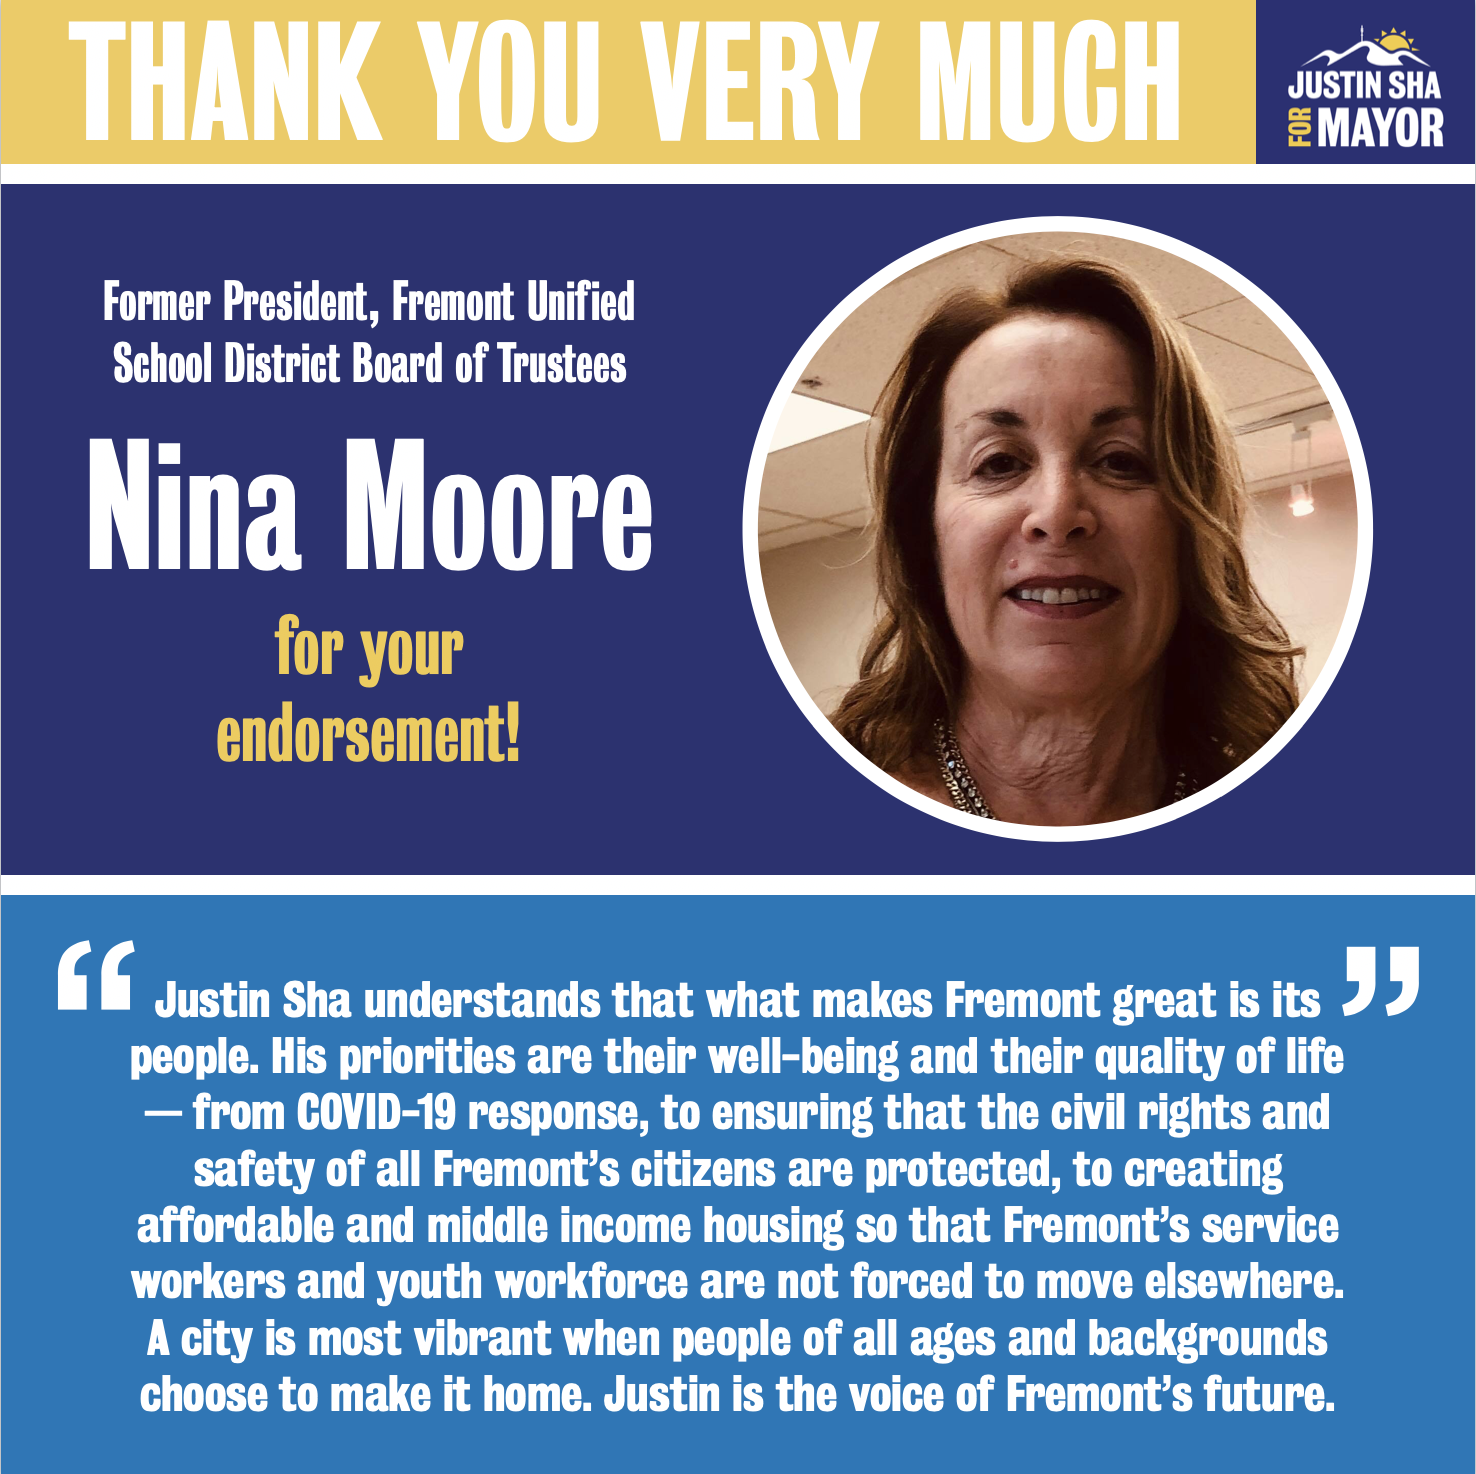 THANK YOU VERY MUCH
JUSTIN SHA
FOR MAYOR
Former President, Fremont Unified
School District Board of Trustees
Nina Moore
for your
endorsement!
“ Justin Sha understands that what makes Fremont great is its ”
people. His priorities are their well-being and their quality of life
— from COVID-19 response, to ensuring that the civil rights and
safety of all Fremont’s citizens are protected, to creating
affordable and middle income housing so that Fremont’s service
workers and youth workforce are not forced to move elsewhere.
A city is most vibrant when people of all ages and backgrounds
choose to make it home. Justin is the voice of Fremont’s future.